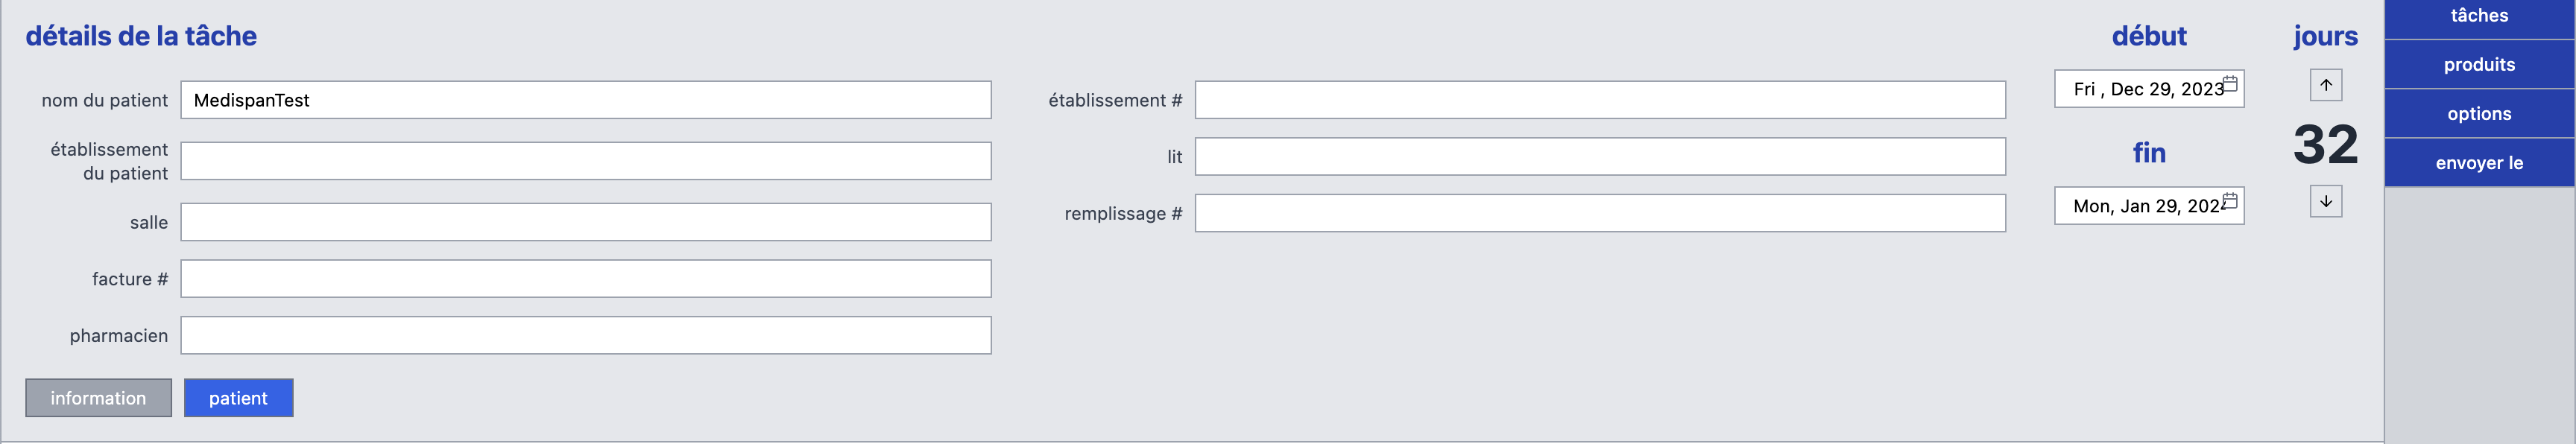 détails de la tâche
nom du patient
MedispanTest
établissement
du patient
salle
facture #
pharmacien
information
patient
établissement #
lit
remplissage #
début
Fri , Dec 29, 2023
fin
Mon, Jan 29, 202
jours
32
tâches
produits
options
envoyer le